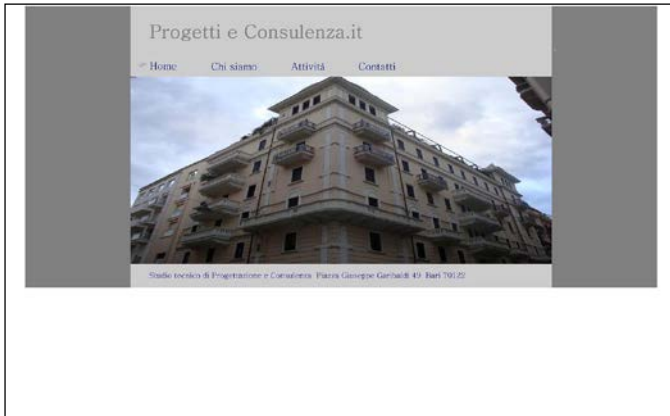 Progetti e Consulenza.it
Home Chi siamo Attività Contatti
Studio tecnico di Progettazione e Consulenza Piazza Giuseppe Garibaldi 49 Bari 70122